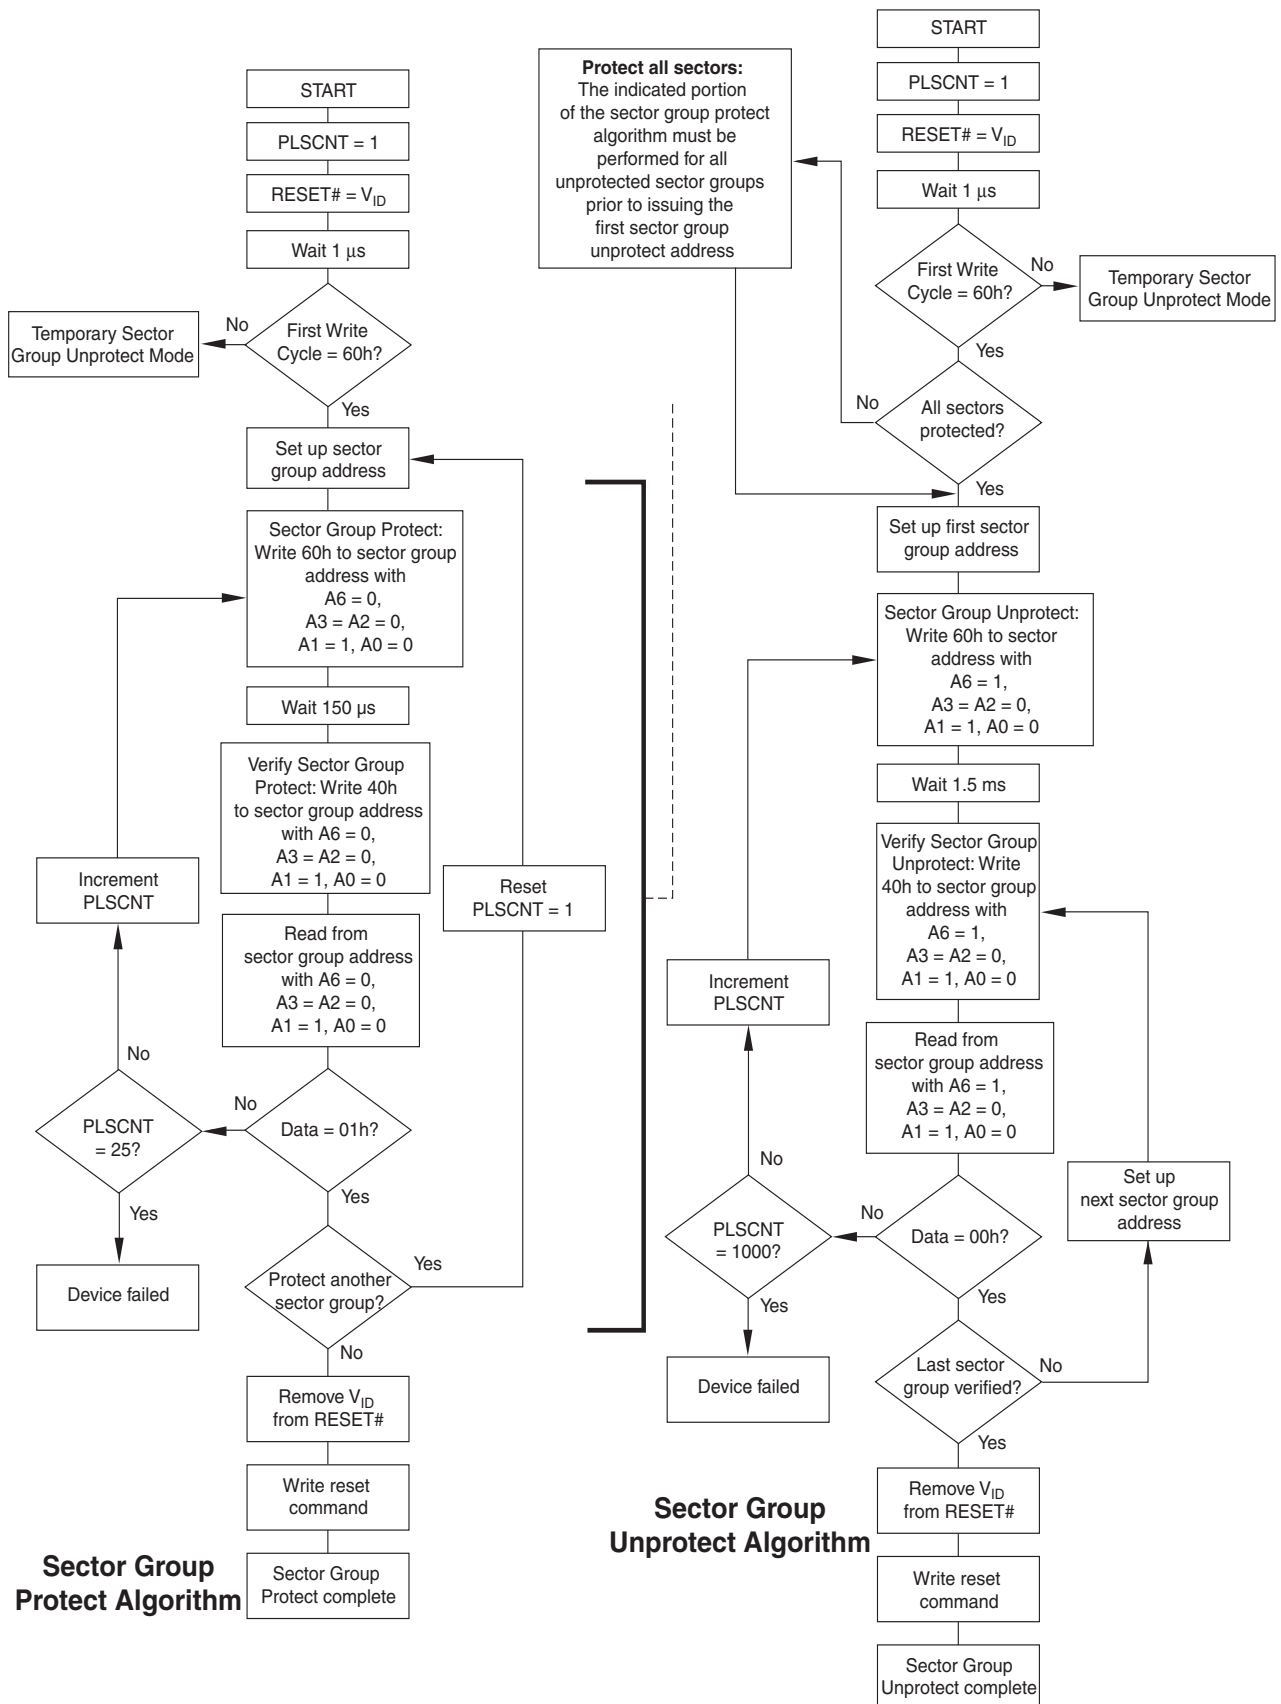 START
PLSCNT = 1
RESET# = VID
Wait 1 μs
First Write
Cycle = 60h?
No
Temporary Sector
Group Unprotect Mode
Yes
Set up sector
group address
Sector Group Protect:
Write 60h to sector group
address with
A6 = 0,
A3 = A2 = 0,
A1 = 1, A0 = 0
Wait 150 µs
Verify Sector Group
Protect: Write 40h
to sector group address
with A6 = 0,
A3 = A2 = 0,
A1 = 1, A0 = 0
Increment
PLSCNT
Reset
PLSCNT = 1
Read from
sector group address
with A6 = 0,
A3 = A2 = 0,
A1 = 1, A0 = 0
No
PLSCNT
= 25?
No
Data = 01h?
Yes
Yes
Device failed
Protect another
sector group?
Yes
No
Remove VID
from RESET#
Write reset
command
Sector Group
Protect complete
Sector Group
Protect Algorithm
Protect all sectors:
The indicated portion
of the sector group protect
algorithm must be
performed for all
unprotected sector groups
prior to issuing the
first sector group
unprotect address
START
PLSCNT = 1
RESET# = VID
Wait 1 μs
First Write
Cycle = 60h?
No
Temporary Sector
Group Unprotect Mode
Yes
No
All sectors
protected?
Yes
Set up first sector
group address
Sector Group Unprotect:
Write 60h to sector
address with
A6 = 1,
A3 = A2 = 0,
A1 = 1, A0 = 0
Wait 1.5 ms
Verify Sector Group
Unprotect: Write
40h to sector group
address with
A6 = 1,
A3 = A2 = 0,
A1 = 1, A0 = 0
Increment
PLSCNT
Read from
sector group address
with A6 = 1,
A3 = A2 = 0,
A1 = 1, A0 = 0
No
PLSCNT
= 1000?
No
Data = 00h?
Set up
next sector group
address
Yes
Yes
Device failed
Last sector
group verified?
No
Yes
Remove VID
from RESET#
Write reset
command
Sector Group
Unprotect complete
Sector Group
Unprotect Algorithm